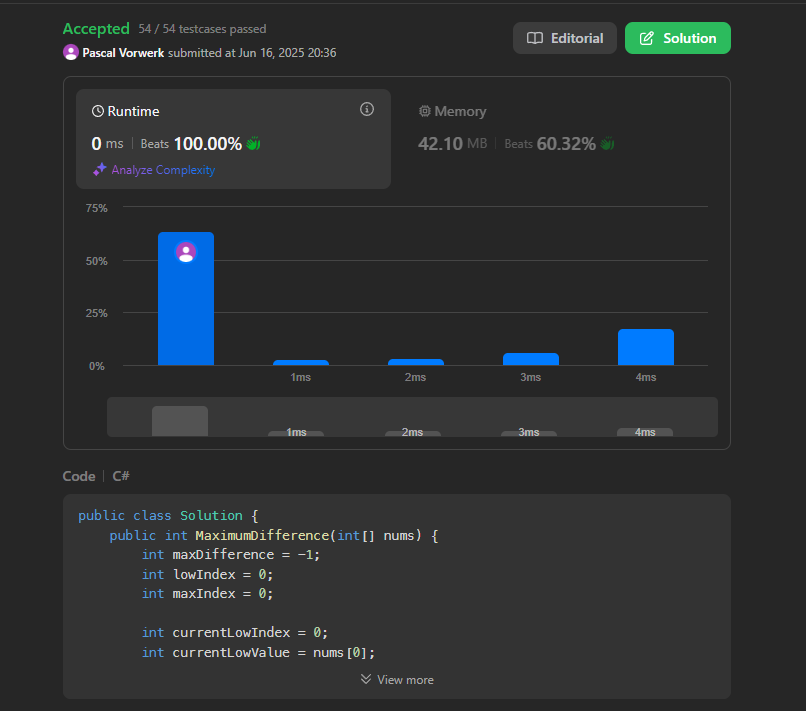 Accepted 54 / 54 testcases passed
Editorial
Solution
Pascal Vorwerk submitted at Jun 16, 2025 20:36
Runtime
0 ms | Beats 100.00%
Analyze Complexity
Memory
42.10 MB | Beats 60.32%
75%
50%
25%
0%
1ms 2ms 3ms 4ms
1ms 2ms 3ms 4ms
Code | C#
public class Solution {
    public int MaximumDifference(int[] nums) {
        int maxDifference = -1;
        int lowIndex = 0;
        int maxIndex = 0;
        int currentLowIndex = 0;
        int currentLowValue = nums[0];
View more